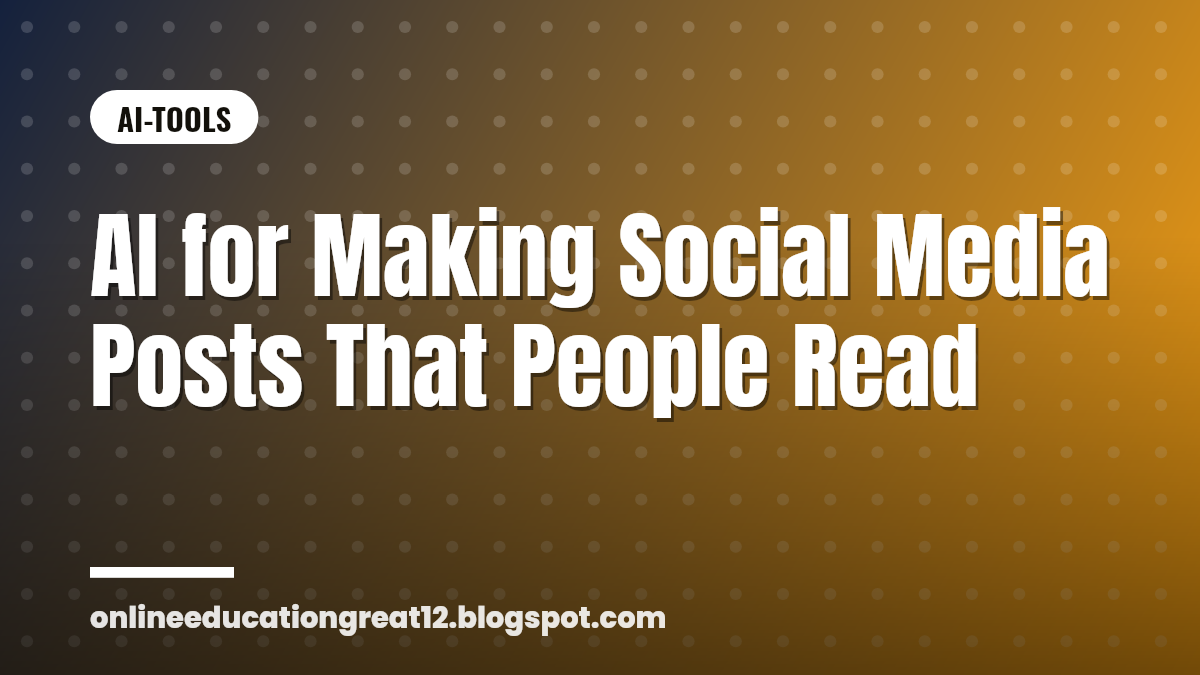 AI-TOOLS
AI for Making Social Media
Posts That People Read
onlineeducationgreat12.blogspot.com